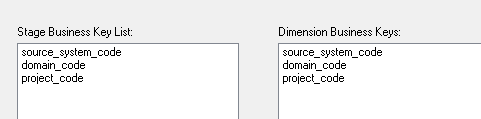 Stage Business Key List:
source_system_code
domain_code
project_code
Dimension Business Keys:
source_system_code
domain_code
project_code